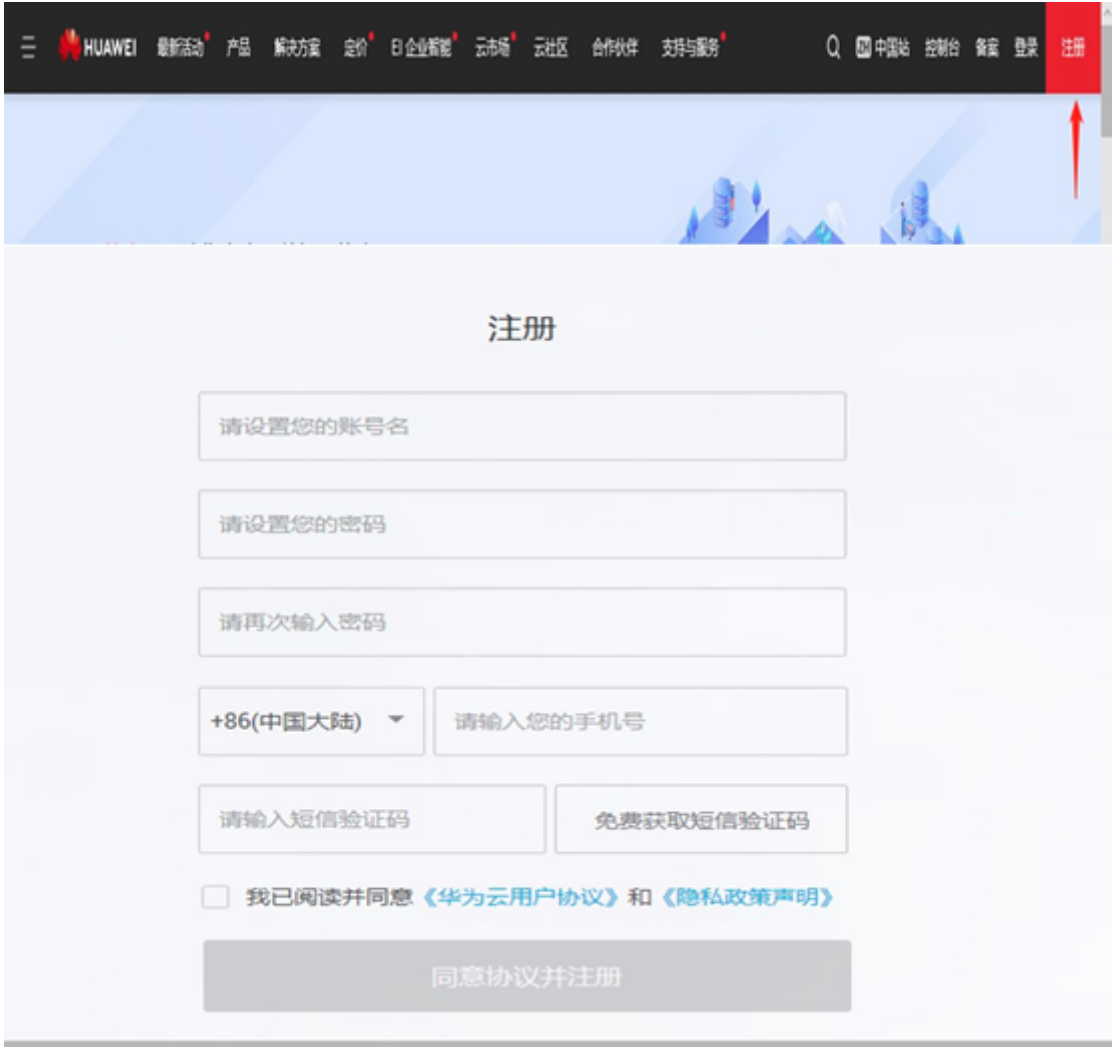 HUAWEI 最新活动 产品 解决方案 定价 EI企业智能 云市场 云社区 合作伙伴 支持与服务 中国站 控制台 备案 登录 注册
注册
请设置您的账号名
请设置您的密码
请再次输入密码
+86(中国大陆) 请输入您的手机号
请输入短信验证码 免费获取短信验证码
我已阅读并同意《华为云用户协议》和《隐私政策声明》
同意协议并注册